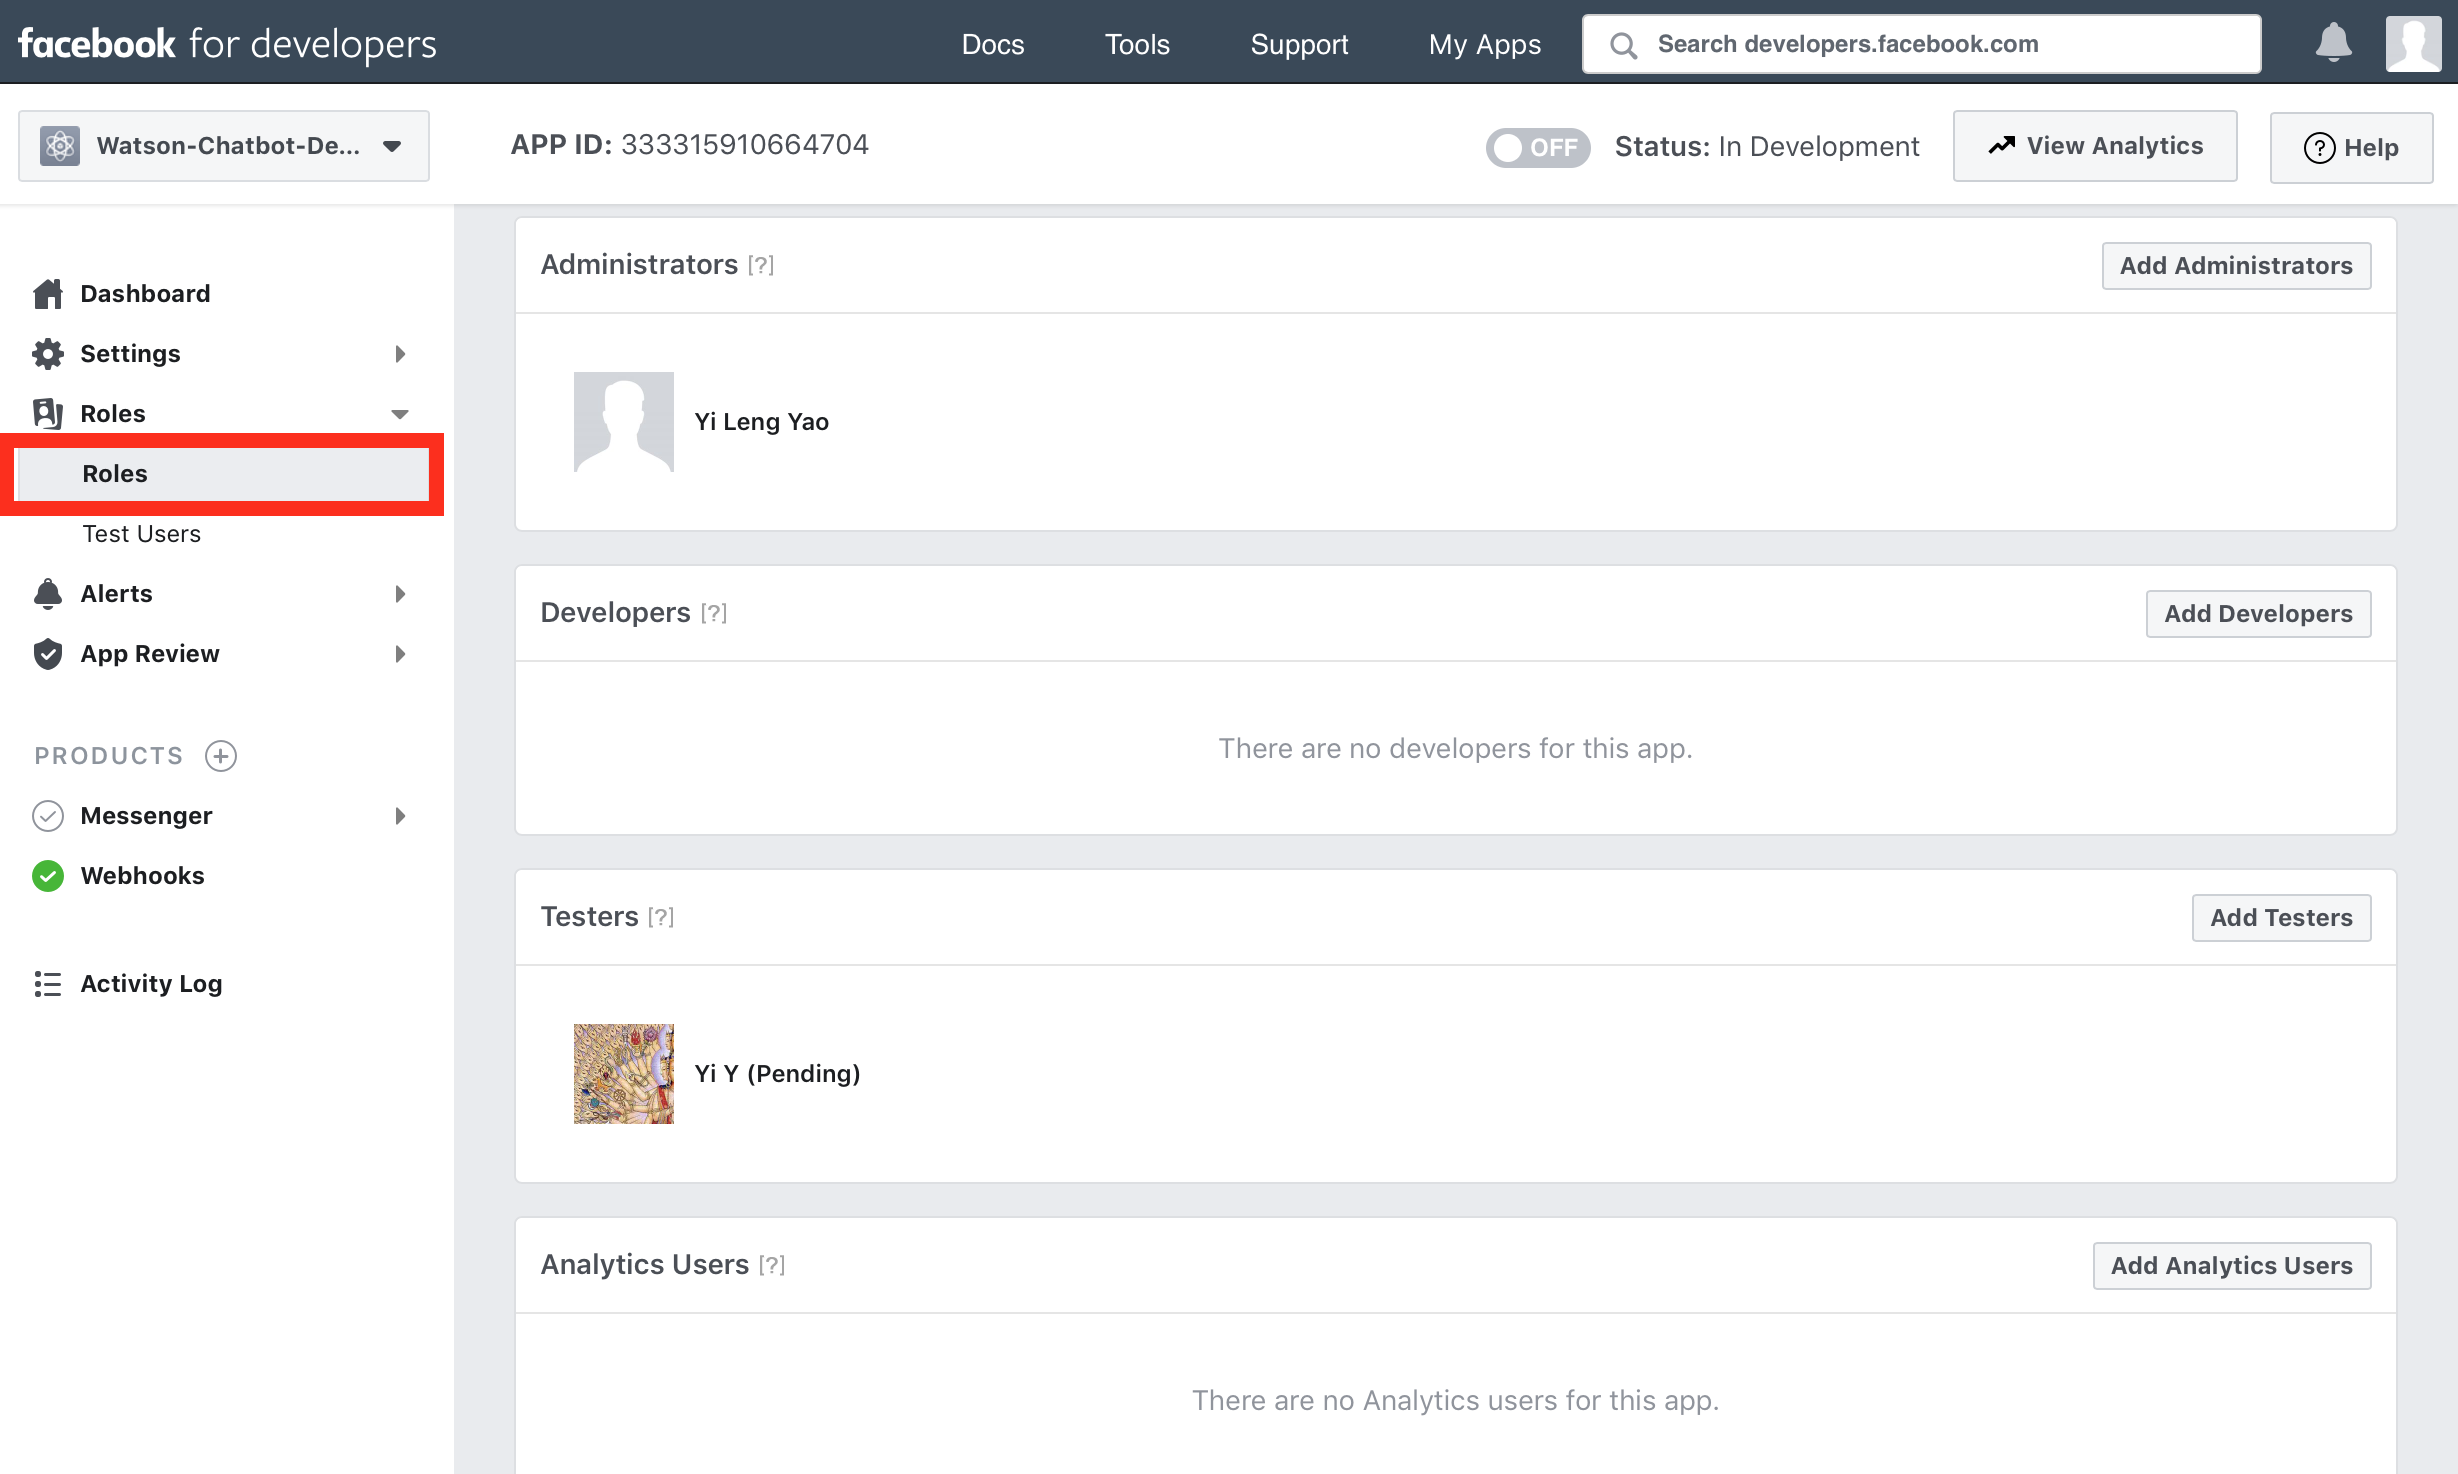 facebook for developers
Docs
Tools
Support
My Apps
Search developers.facebook.com
Watson-Chatbot-De...
APP ID: 333315910664704
OFF
Status: In Development
View Analytics
? Help
Dashboard
Settings
Roles
Roles
Test Users
Alerts
App Review
PRODUCTS
Messenger
Webhooks
Activity Log
Administrators [?]
Add Administrators
Yi Leng Yao
Developers [?]
Add Developers
There are no developers for this app.
Testers [?]
Add Testers
Yi Y (Pending)
Analytics Users [?]
Add Analytics Users
There are no Analytics users for this app.